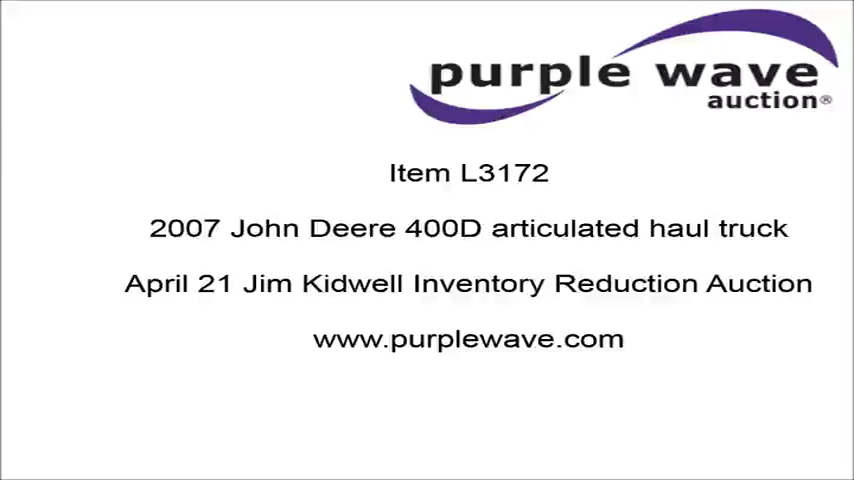 purple wave
auction®
Item L3172
2007 John Deere 400D articulated haul truck
April 21 Jim Kidwell Inventory Reduction Auction
www.purplewave.com